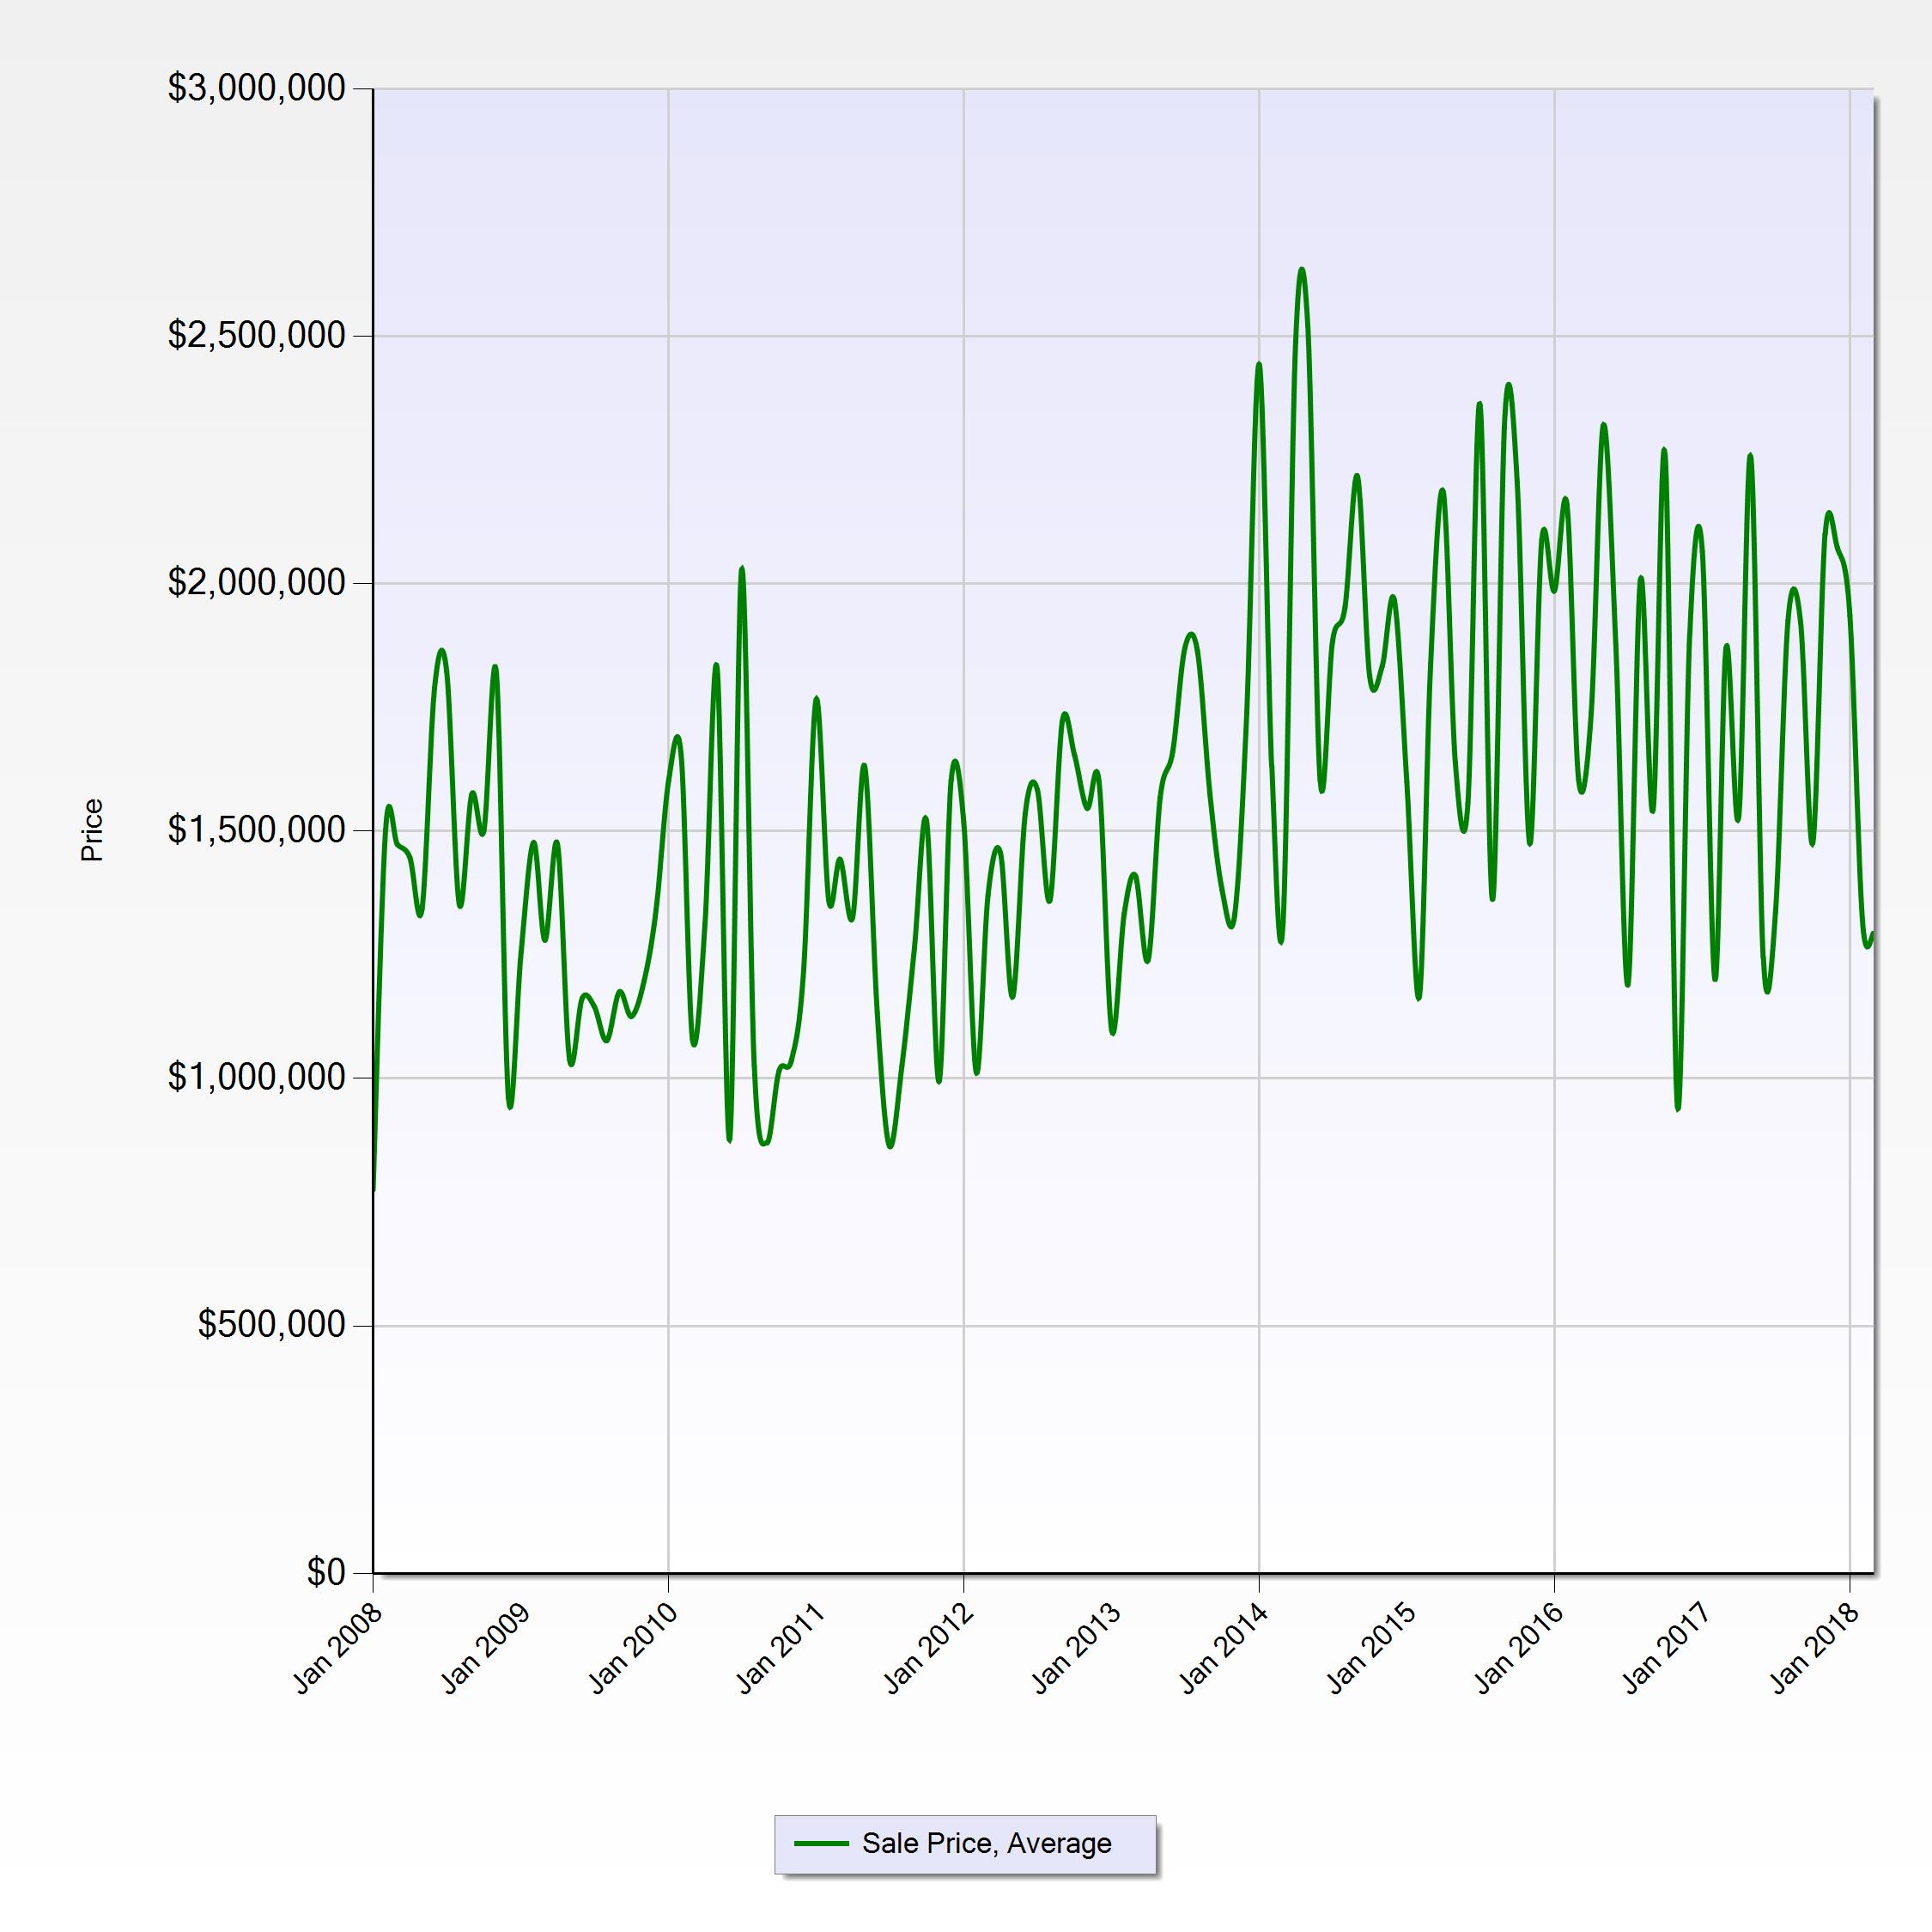 $3,000,000
$2,500,000
$2,000,000
$1,500,000
$1,000,000
$500,000
$0
Price
Jan 2008
Jan 2009
Jan 2010
Jan 2011
Jan 2012
Jan 2013
Jan 2014
Jan 2015
Jan 2016
Jan 2017
Jan 2018
Sale Price, Average